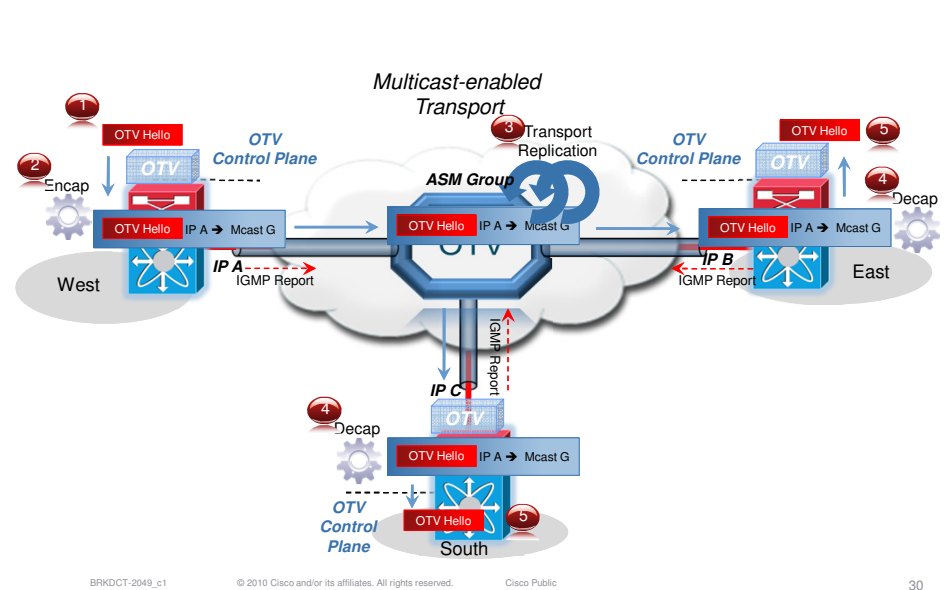 Multicast-enabled
Transport
1
OTV Hello
OTV
OTV
Control Plane
2
Encap
OTV Hello IP A ➔ Mcast G
West
IP A
IGMP Report
3
Transport
Replication
ASM Group
OTV Hello IP A ➔ Mcast G
OTV
OTV
Control Plane
OTV Hello
5
OTV
4
Decap
OTV Hello IP A ➔ Mcast G
IP B
IGMP Report
East
IGMP Report
IP C
OTV
4
Decap
OTV Hello IP A ➔ Mcast G
OTV
Control
Plane
OTV Hello
5
South
BRKDCT-2049_c1 © 2010 Cisco and/or its affiliates. All rights reserved. Cisco Public 30